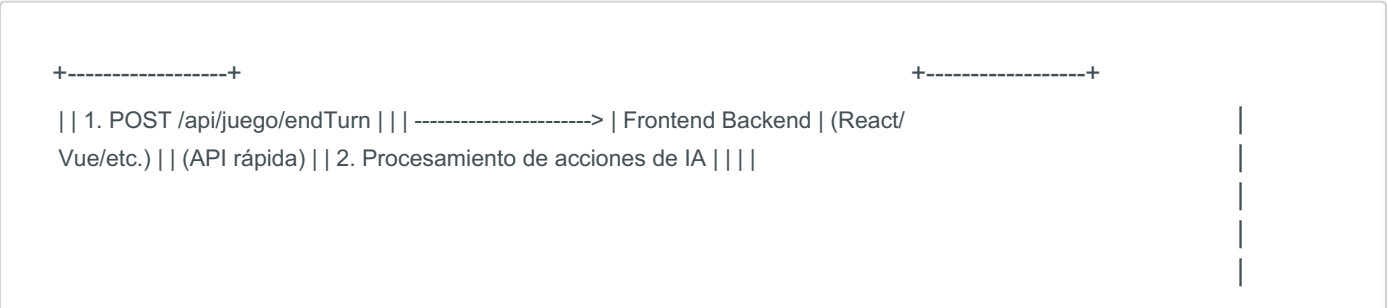 +------------------+ +------------------+
| | 1. POST /api/juego/endTurn | | | -----------------------> | Frontend Backend | (React/ |
Vue/etc.) | | (API rápida) | | 2. Procesamiento de acciones de IA | | | | |
|
|
|